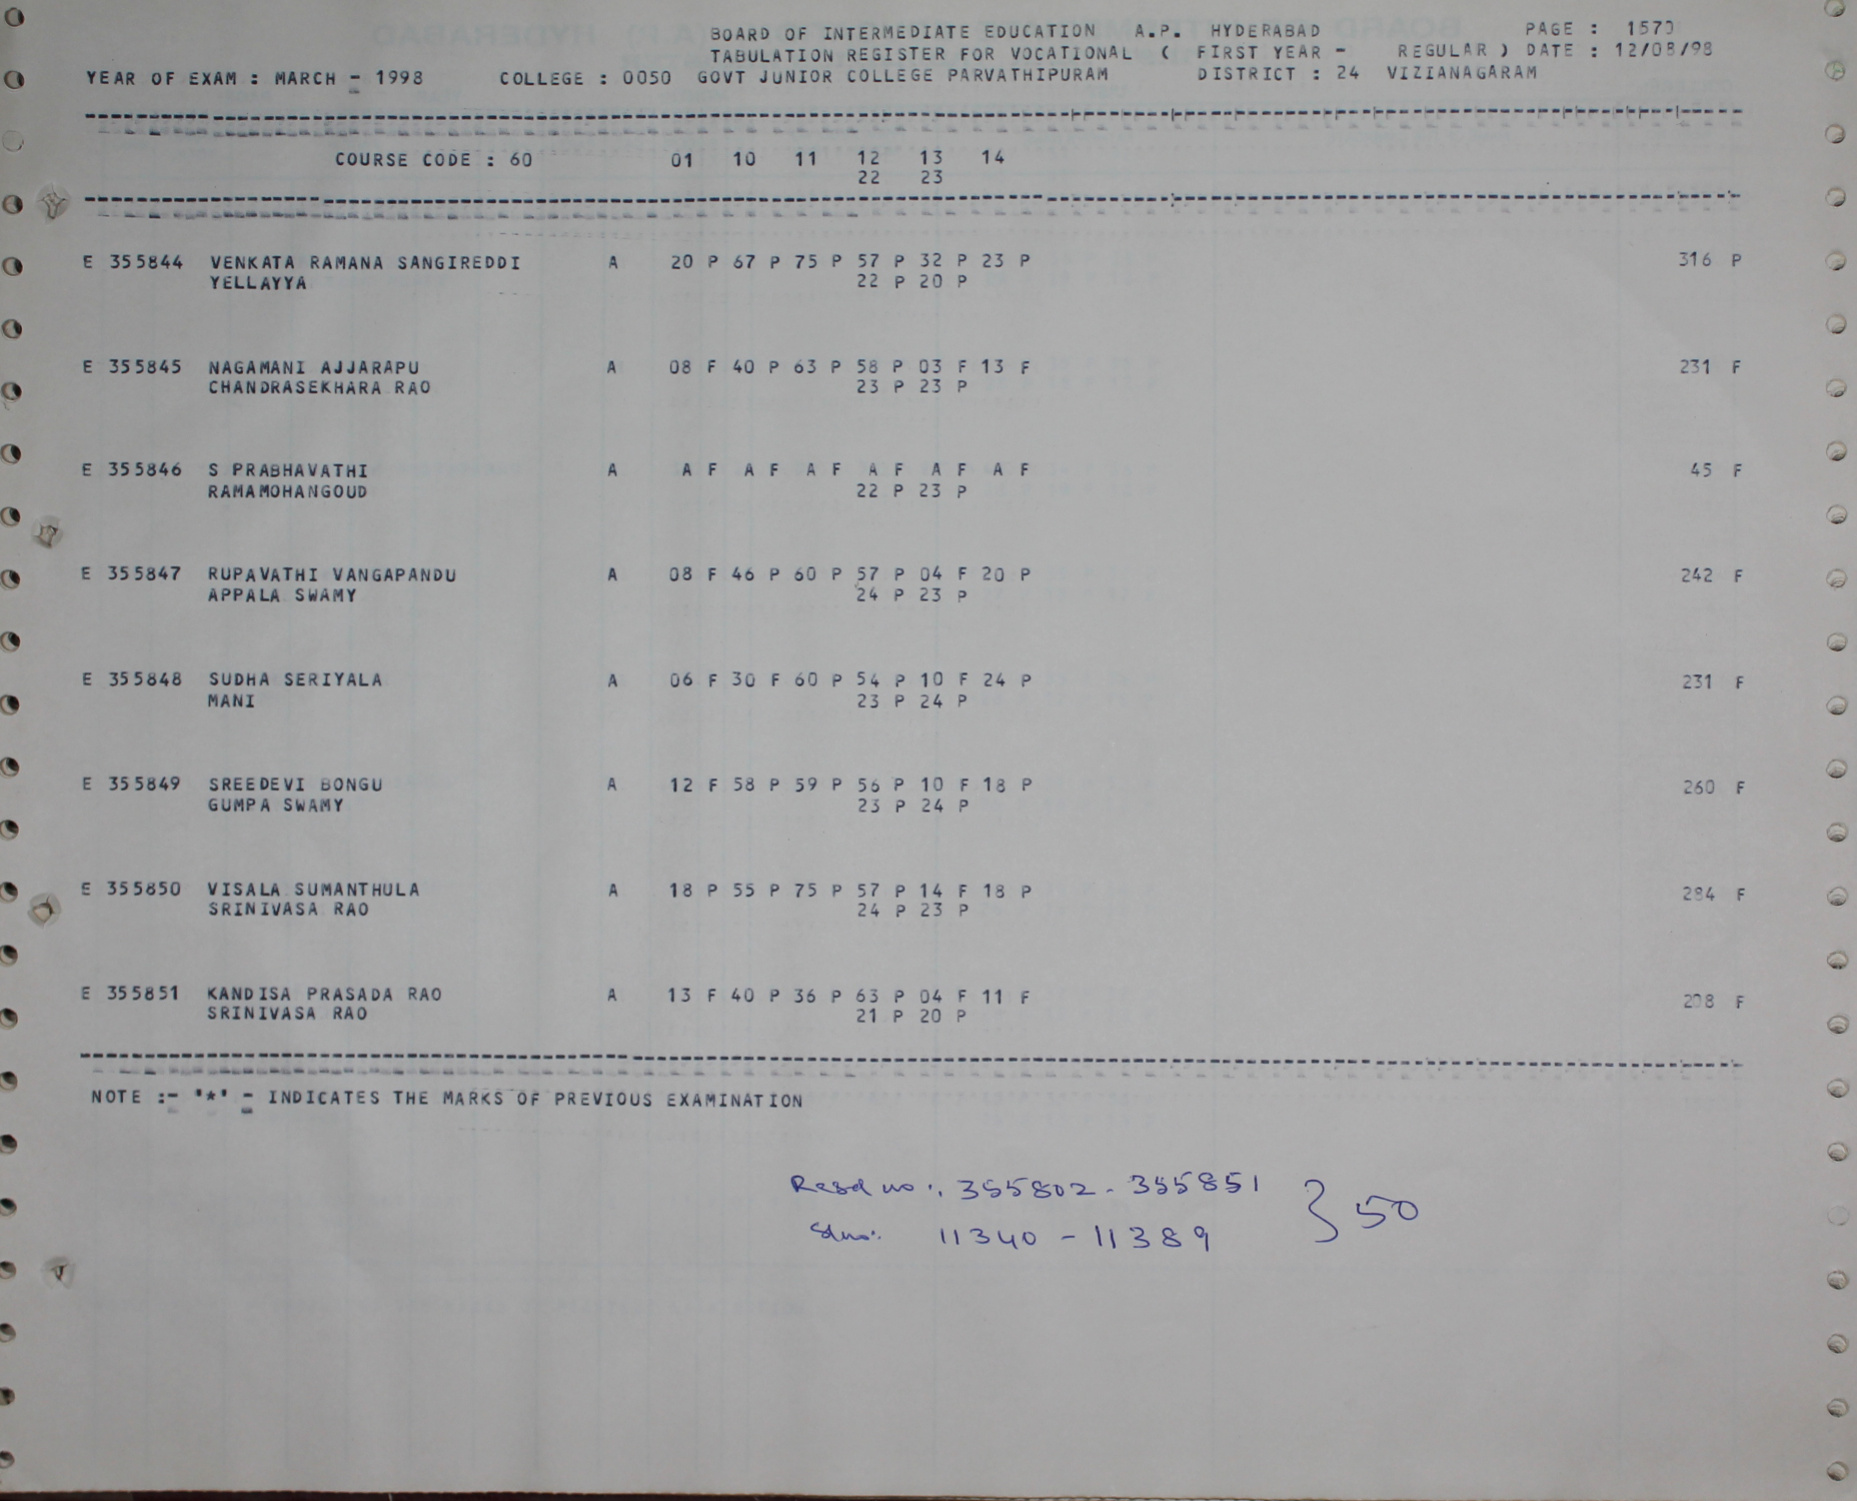 BOARD OF INTERMEDIATE EDUCATION A.P. HYDERABAD PAGE : 1570
TABULATION REGISTER FOR VOCATIONAL ( FIRST YEAR - REGULAR ) DATE : 12/08/98
YEAR OF EXAM : MARCH - 1998 COLLEGE : 0050 GOVT JUNIOR COLLEGE PARVATHIPURAM DISTRICT : 24 VIZIANAGARAM
COURSE CODE : 60 01 10 11 12 13 14
22 23
E 355844 VENKATA RAMANA SANGIREDDI A 20 P 67 P 75 P 57 P 32 P 23 P 316 P
YELLAYYA 22 P 20 P
E 355845 NAGAMANI AJJARAPU A 08 F 40 P 63 P 58 P 03 F 13 F 231 F
CHANDRASEKHARA RAO 23 P 23 P
E 355846 S PRABHAVATHI A A F A F A F A F A F A F 45 F
RAMAMOHANGOUD 22 P 23 P
E 355847 RUPAVATHI VANGAPANDU A 08 F 46 P 60 P 57 P 04 F 20 P 242 F
APPALA SWAMY 24 P 23 P
E 355848 SUDHA SERIYALA A 06 F 30 F 60 P 54 P 10 F 24 P 231 F
MANI 23 P 24 P
E 355849 SREEDEVI BONGU A 12 F 58 P 59 P 56 P 10 F 18 P 260 F
GUMPA SWAMY 23 P 24 P
E 355850 VISALA SUMANTHULA A 18 P 55 P 75 P 57 P 14 F 18 P 284 F
SRINIVASA RAO 24 P 23 P
E 355851 KANDISA PRASADA RAO A 13 F 40 P 36 P 63 P 04 F 11 F 208 F
SRINIVASA RAO 21 P 20 P
NOTE :- '*' - INDICATES THE MARKS OF PREVIOUS EXAMINATION
Regd no :. 355802 - 355851 } 50
Slno: 11340 - 11389